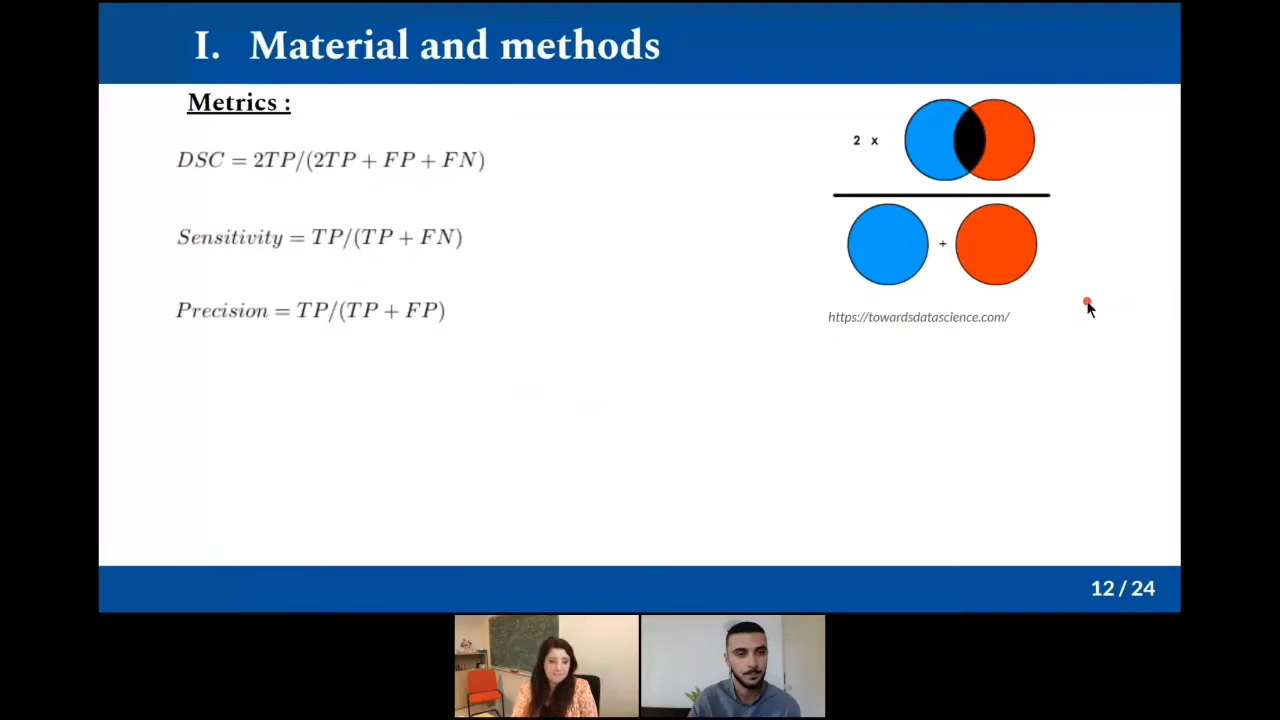 I. Material and methods
Metrics :
DSC = 2TP/(2TP + FP + FN)
Sensitivity = TP/(TP + FN)
Precision = TP/(TP + FP)
2 x
+
https://towardsdatascience.com/
12 / 24